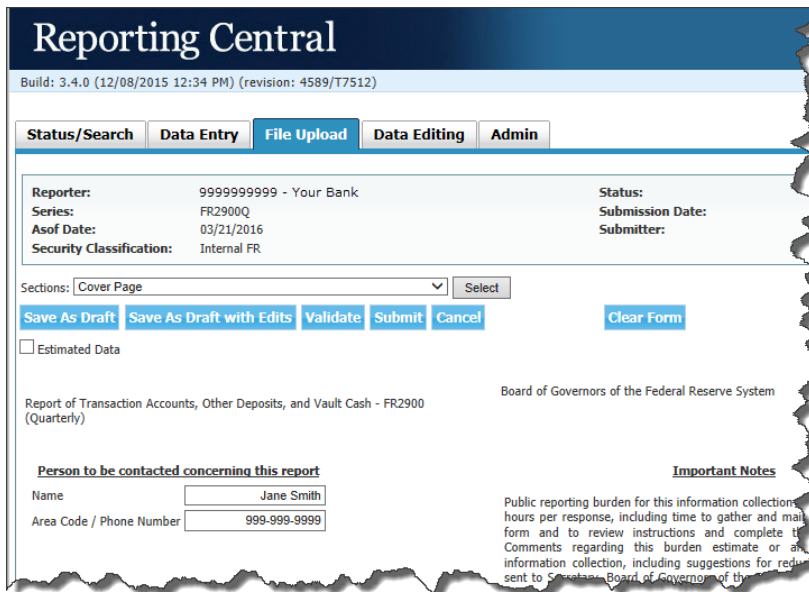 Reporting Central
Build: 3.4.0 (12/08/2015 12:34 PM) (revision: 4589/T7512)
Status/Search Data Entry File Upload Data Editing Admin
Reporter: 9999999999 - Your Bank Status:
Series: FR2900Q Submission Date:
Asof Date: 03/21/2016 Submitter:
Security Classification: Internal FR
Sections: Cover Page Select
Save As Draft Save As Draft with Edits Validate Submit Cancel Clear Form
Estimated Data
Board of Governors of the Federal Reserve System
Report of Transaction Accounts, Other Deposits, and Vault Cash - FR2900
(Quarterly)
Person to be contacted concerning this report
Name Jane Smith
Area Code / Phone Number 999-999-9999
Important Notes
Public reporting burden for this information collection
hours per response, including time to gather and
form and to review instructions and complete
Comments regarding this burden estimate or
information collection, including suggestions for
sent to Board of